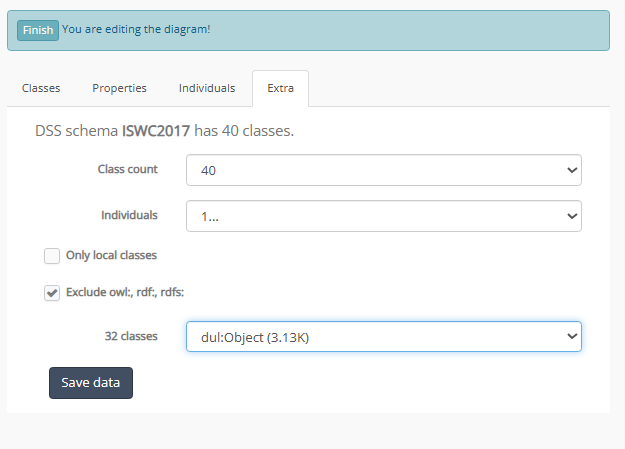 Finish You are editing the diagram!
Classes Properties Individuals Extra
DSS schema ISWC2017 has 40 classes.
Class count 40
Individuals 1...
Only local classes
Exclude owl:, rdf:, rdfs:
32 classes dul:Object (3.13K)
Save data